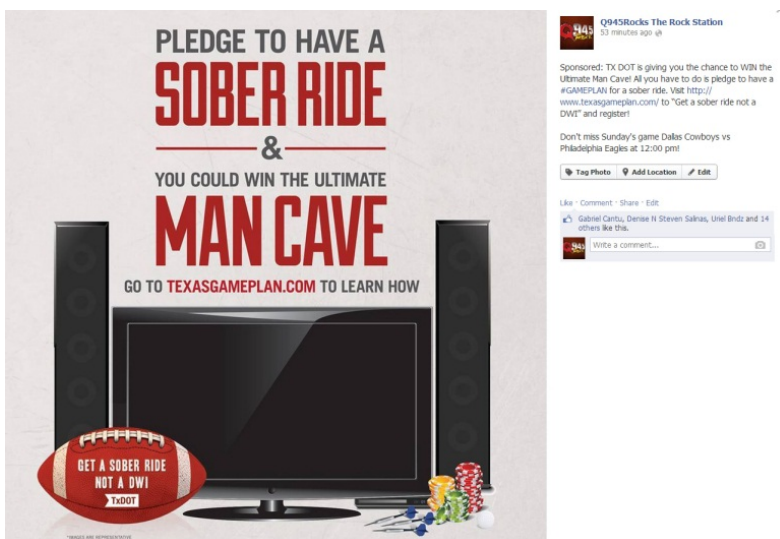 PLEDGE TO HAVE A
SOBER RIDE
&
YOU COULD WIN THE ULTIMATE
MAN CAVE
GO TO TEXASGAMEPLAN.COM TO LEARN HOW
GET A SOBER RIDE
NOT A DWI
TxDOT
*IMAGES ARE REPRESENTATIVE
Q945
Q945Rocks The Rock Station
53 minutes ago
Sponsored: TX DOT is giving you the chance to WIN the
Ultimate Man Cave! All you have to do is pledge to have a
#GAMEPLAN for a sober ride. Visit http://
www.texasgameplan.com/ to "Get a sober ride not a
DWI" and register!
Don't miss Sunday's game Dallas Cowboys vs
Philadelphia Eagles at 12:00 pm!
Tag Photo Add Location Edit
Like · Comment · Share · Edit
Gabriel Cantu, Denise N Steven Salinas, Uriel Bndz and 14
others like this.
Write a comment...